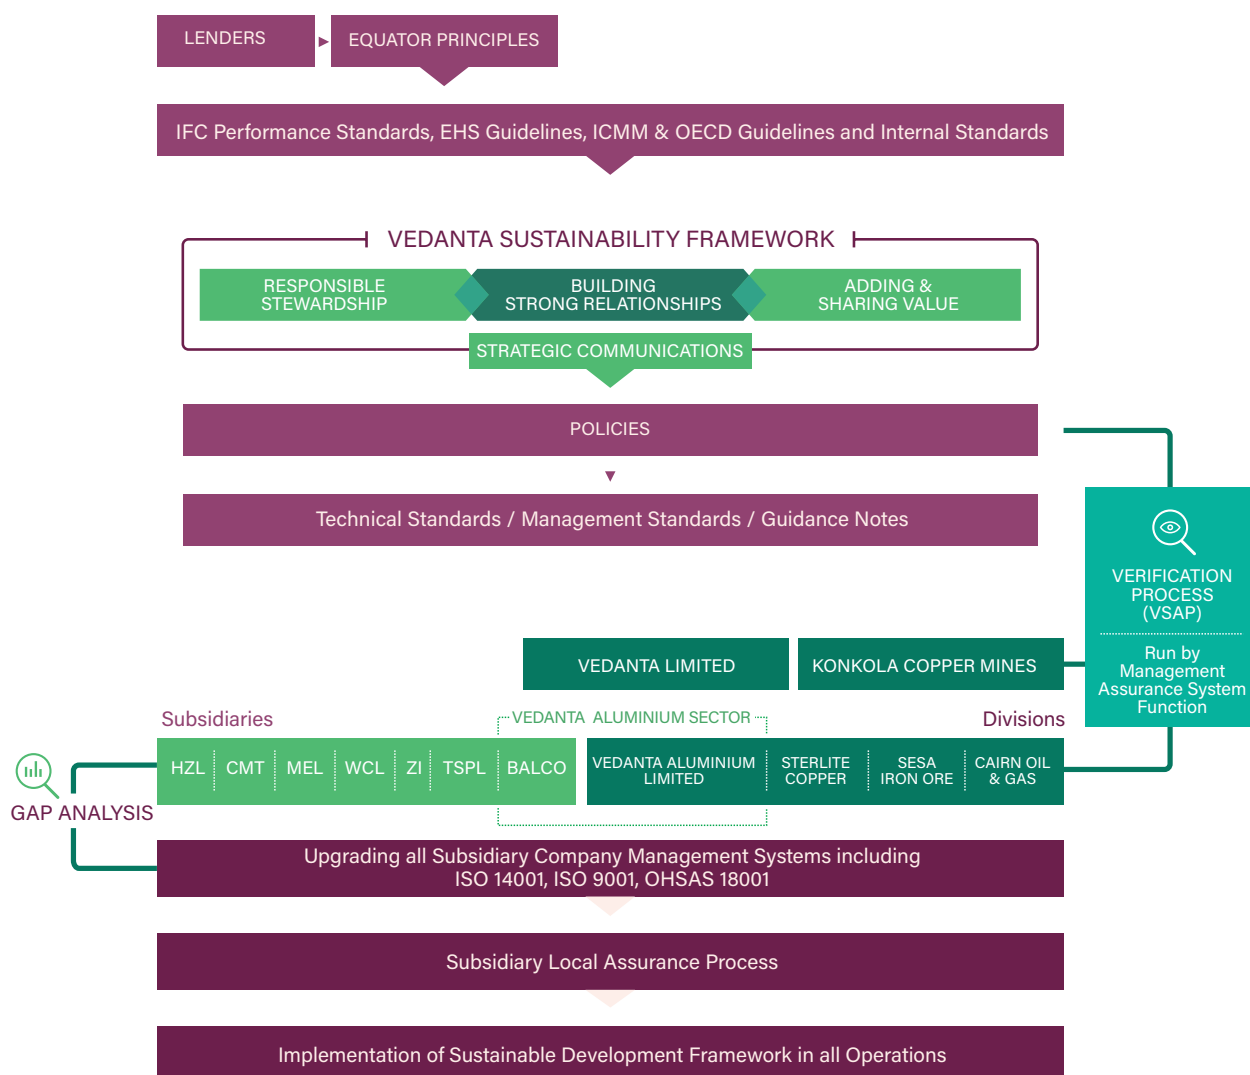 LENDERS
EQUATOR PRINCIPLES
IFC Performance Standards, EHS Guidelines, ICMM & OECD Guidelines and Internal Standards
VEDANTA SUSTAINABILITY FRAMEWORK
RESPONSIBLE
STEWARDSHIP
BUILDING
STRONG RELATIONSHIPS
ADDING &
SHARING VALUE
STRATEGIC COMMUNICATIONS
POLICIES
Technical Standards / Management Standards / Guidance Notes
VERIFICATION
PROCESS
(VSAP)
Run by
Management
Assurance System
Function
VEDANTA LIMITED
KONKOLA COPPER MINES
Subsidiaries
VEDANTA ALUMINIUM SECTOR
Divisions
HZL
CMT
MEL
WCL
ZI
TSPL
BALCO
VEDANTA ALUMINIUM
LIMITED
STERLITE
COPPER
SESA
IRON ORE
CAIRN OIL
& GAS
GAP ANALYSIS
Upgrading all Subsidiary Company Management Systems including
ISO 14001, ISO 9001, OHSAS 18001
Subsidiary Local Assurance Process
Implementation of Sustainable Development Framework in all Operations